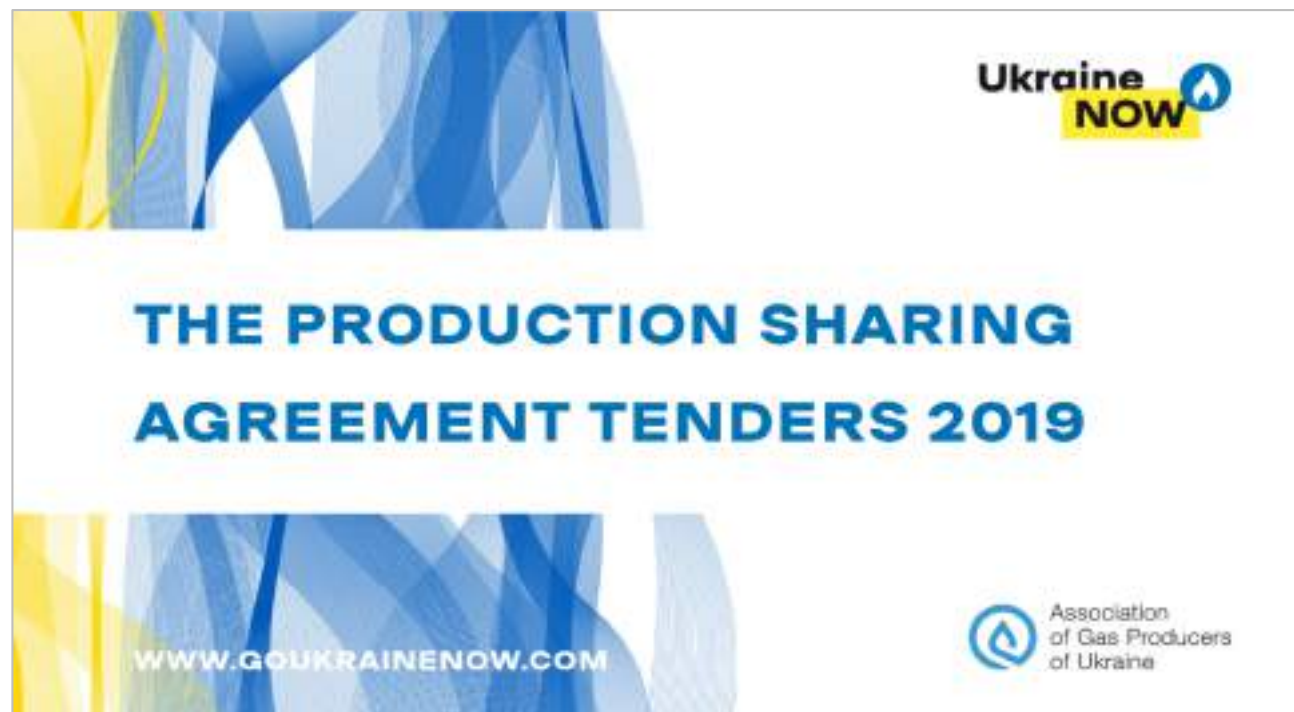 Ukraine
NOW
THE PRODUCTION SHARING
AGREEMENT TENDERS 2019
WWW.GOUKRAINENOW.COM
Association
of Gas Producers
of Ukraine